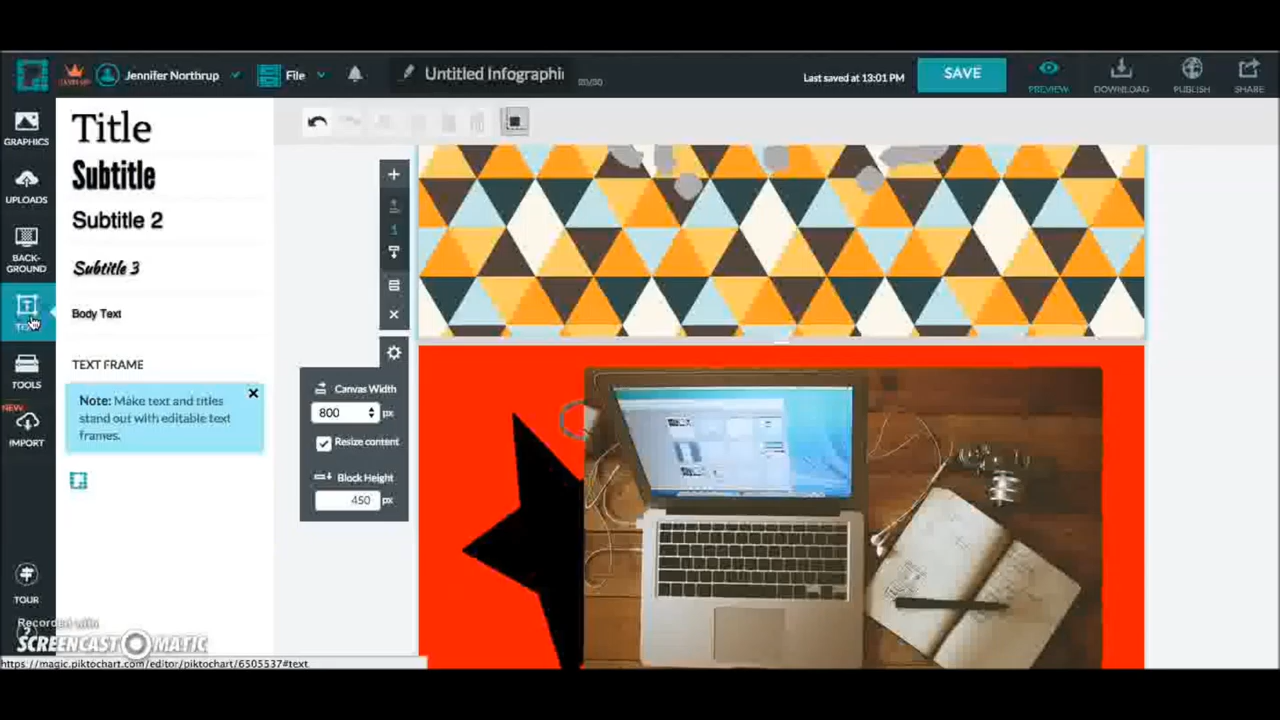 Jennifer Northrup
File
Untitled Infographi
Last saved at 13:01PM
SAVE
PREVIEW
DOWNLOAD
PUBLISH
SHARE
GRAPHICS
UPLOADS
BACK-
GROUND
TEXT
TOOLS
NEW
IMPORT
TOUR
Title
Subtitle
Subtitle 2
Subtitle 3
Body Text
TEXT FRAME
Note: Make text and titles
stand out with editable text
frames.
Canvas Width
800 px
Resize content
Block Height
450 px
Recorded with
SCREENCAST-O-MATIC
https://magic.piktochart.com/editor/piktochart/6505537#text